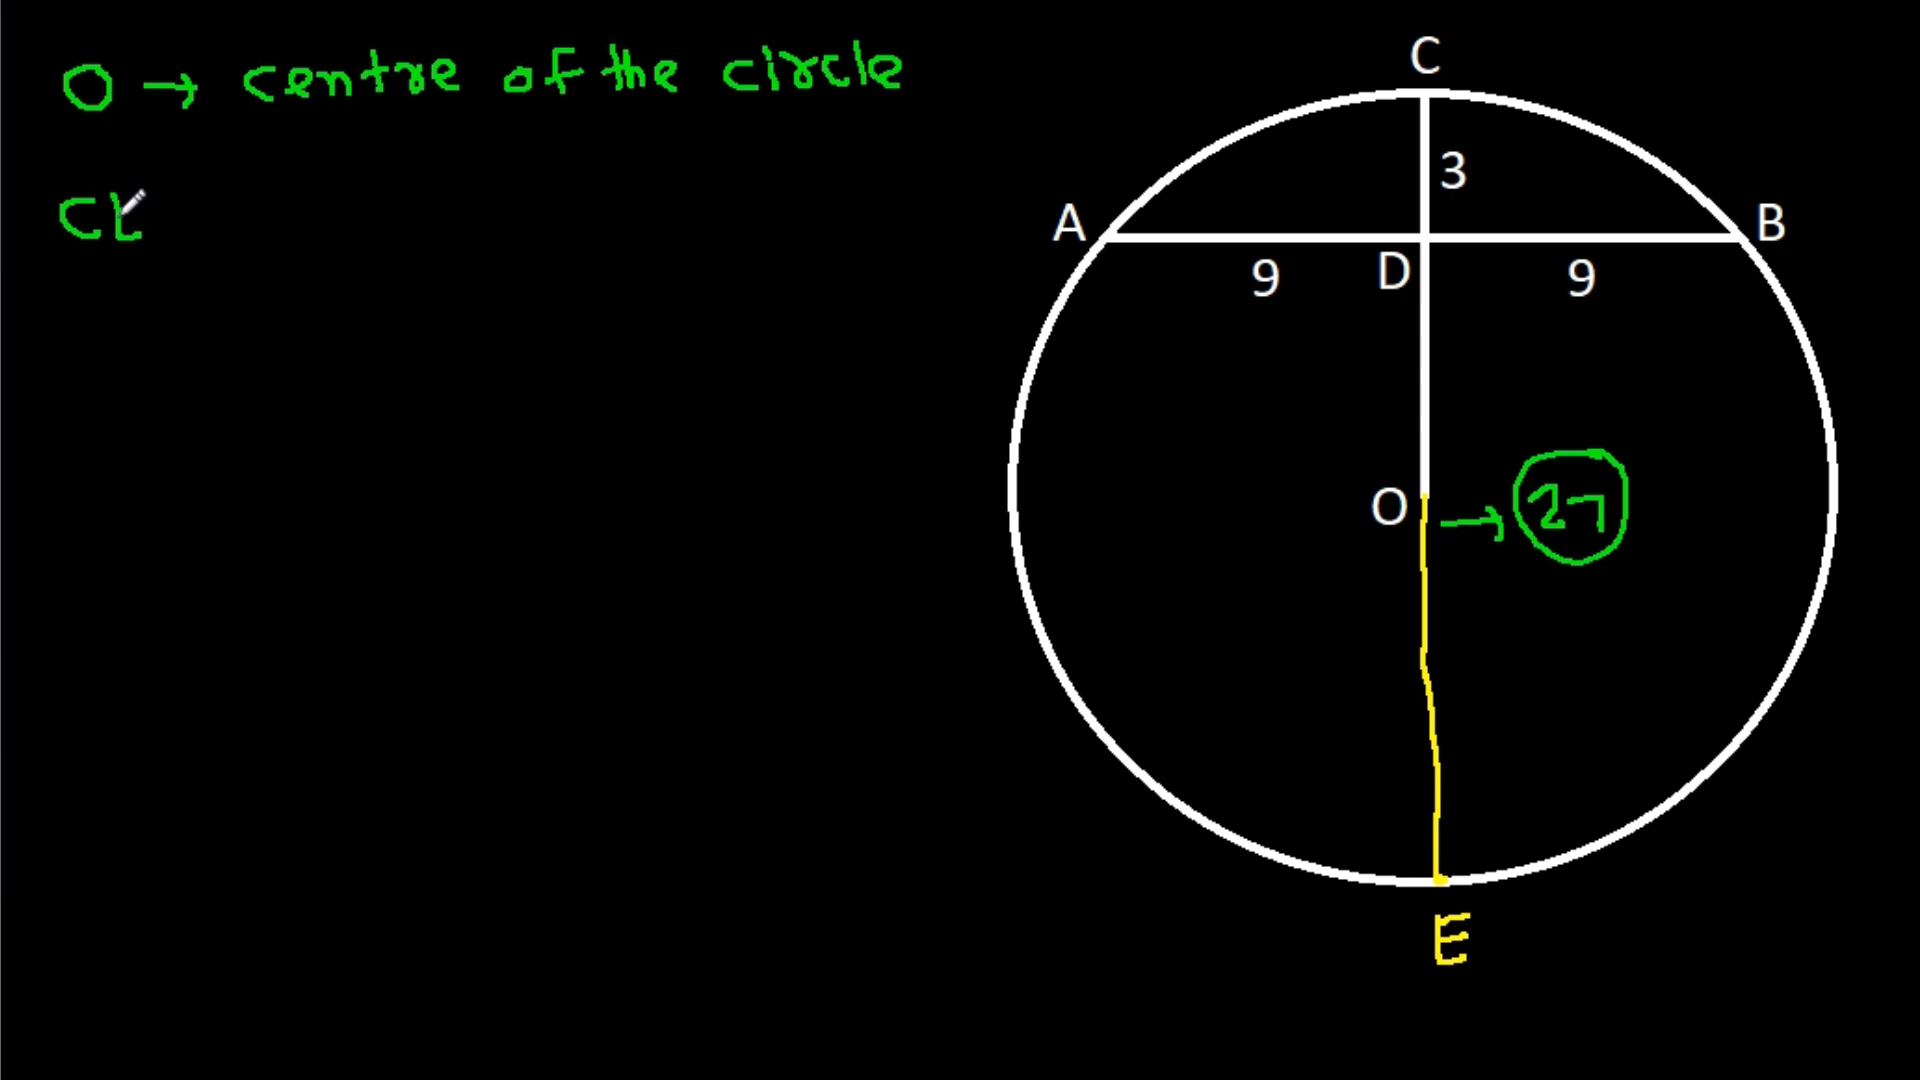 O → centre of the circle
CE
C
3
A
B
9
D
9
O
→ 27
E